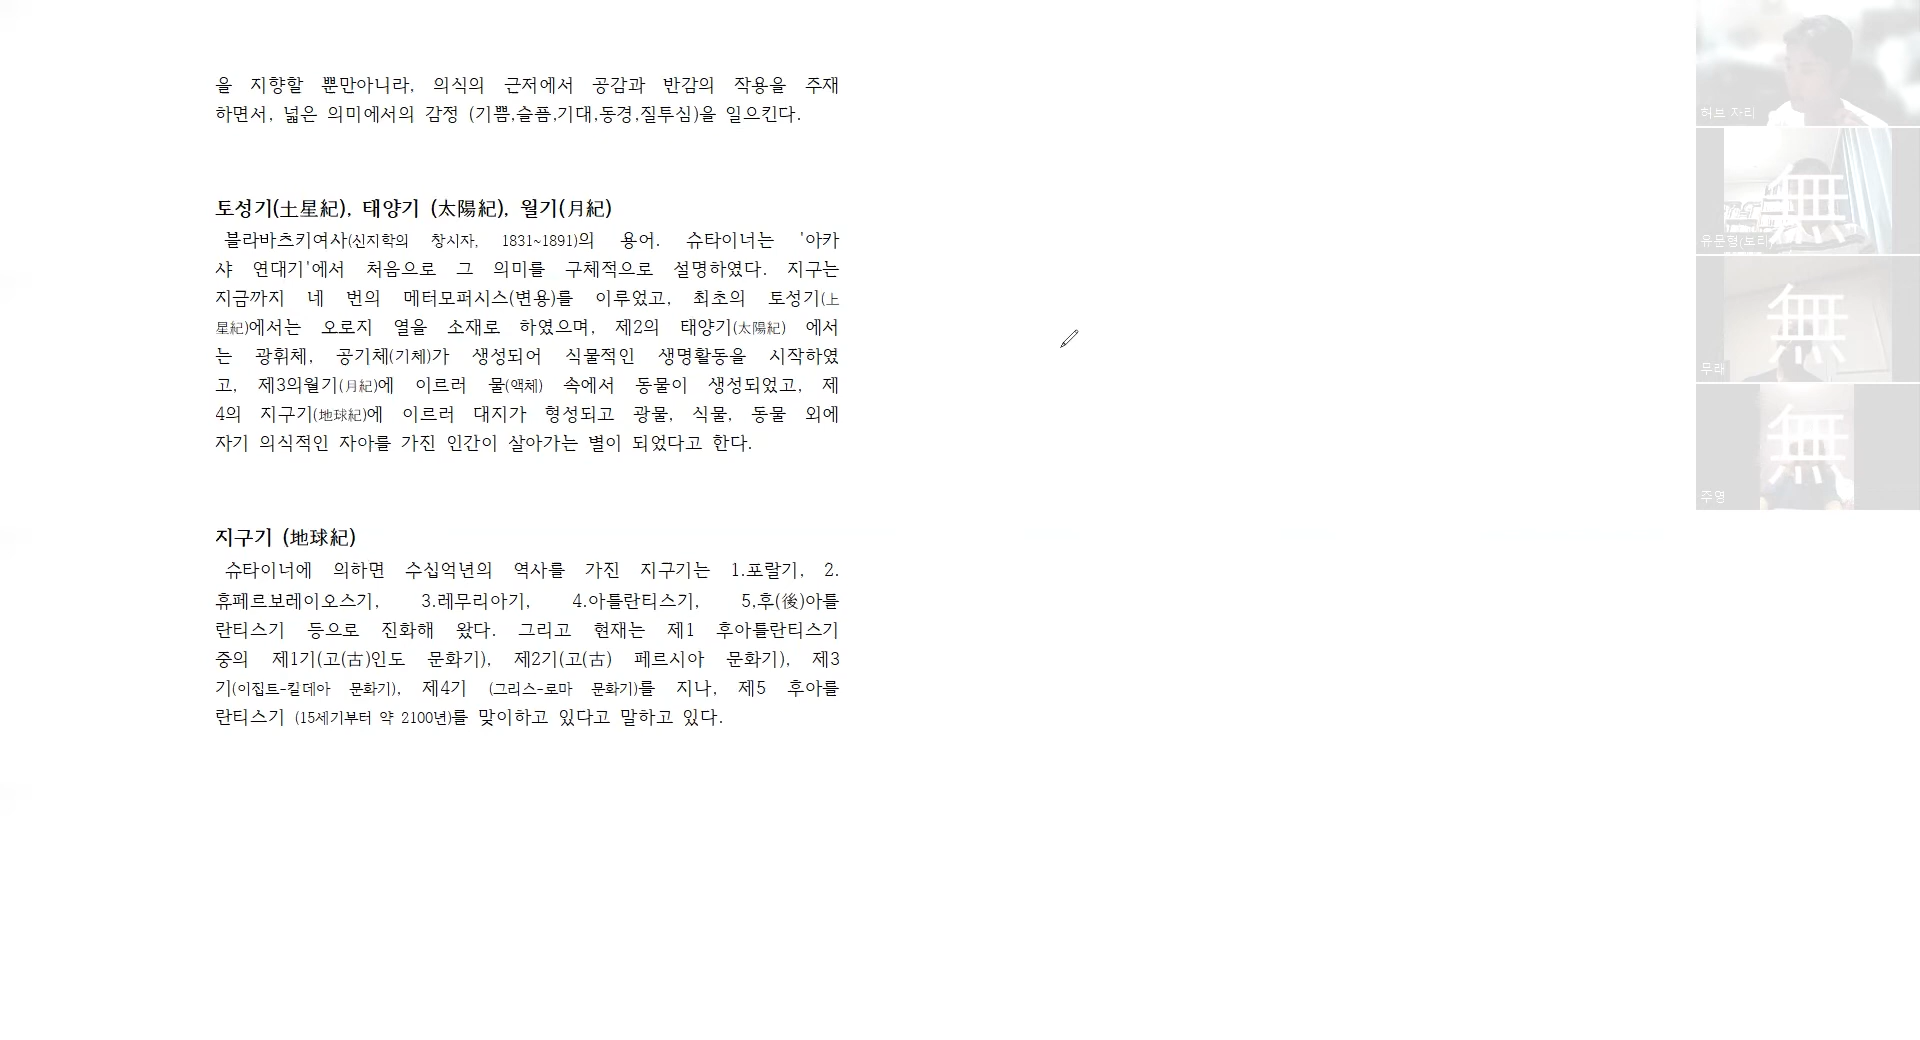 을 지향할 뿐만아니라, 의식의 근저에서 공감과 반감의 작용을 주재
하면서, 넓은 의미에서의 감정 (기쁨,슬픔,기대,동경,질투심)을 일으킨다.
토성기(土星紀), 태양기 (太陽紀), 월기(月紀)
블라바츠키여사(신지학의 창시자, 1831~1891)의 용어. 슈타이너는 '아카
샤 연대기'에서 처음으로 그 의미를 구체적으로 설명하였다. 지구는
지금까지 네 번의 메터모퍼시스(변용)를 이루었고, 최초의 토성기(上
星紀)에서는 오로지 열을 소재로 하였으며, 제2의 태양기(太陽紀) 에서
는 광휘체, 공기체(기체)가 생성되어 식물적인 생명활동을 시작하였
고, 제3의월기(月紀)에 이르러 물(액체) 속에서 동물이 생성되었고, 제
4의 지구기(地球紀)에 이르러 대지가 형성되고 광물, 식물, 동물 외에
자기 의식적인 자아를 가진 인간이 살아가는 별이 되었다고 한다.
지구기 (地球紀)
슈타이너에 의하면 수십억년의 역사를 가진 지구기는 1.포랄기, 2.
휴페르보레이오스기, 3.레무리아기, 4.아틀란티스기, 5,후(後)아틀
란티스기 등으로 진화해 왔다. 그리고 현재는 제1 후아틀란티스기
중의 제1기(고(古)인도 문화기), 제2기(고(古) 페르시아 문화기), 제3
기(이집트-킬데아 문화기), 제4기 (그리스-로마 문화기)를 지나, 제5 후아틀
란티스기 (15세기부터 약 2100년)를 맞이하고 있다고 말하고 있다.
허브 자리
無
유문형(보리)
無
무래
無
주영